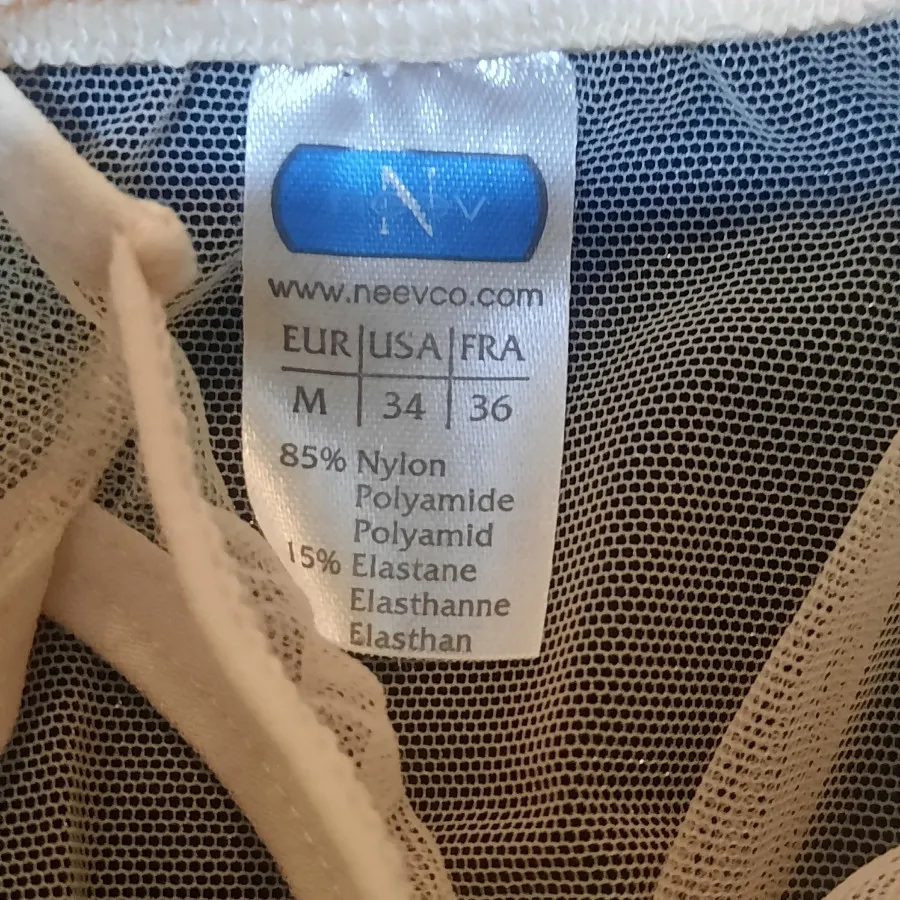 N v
www.neevco.com
EUR USA FRA
M 34 36
85% Nylon
Polyamide
Polyamid
15% Elastane
Elasthanne
Elasthan